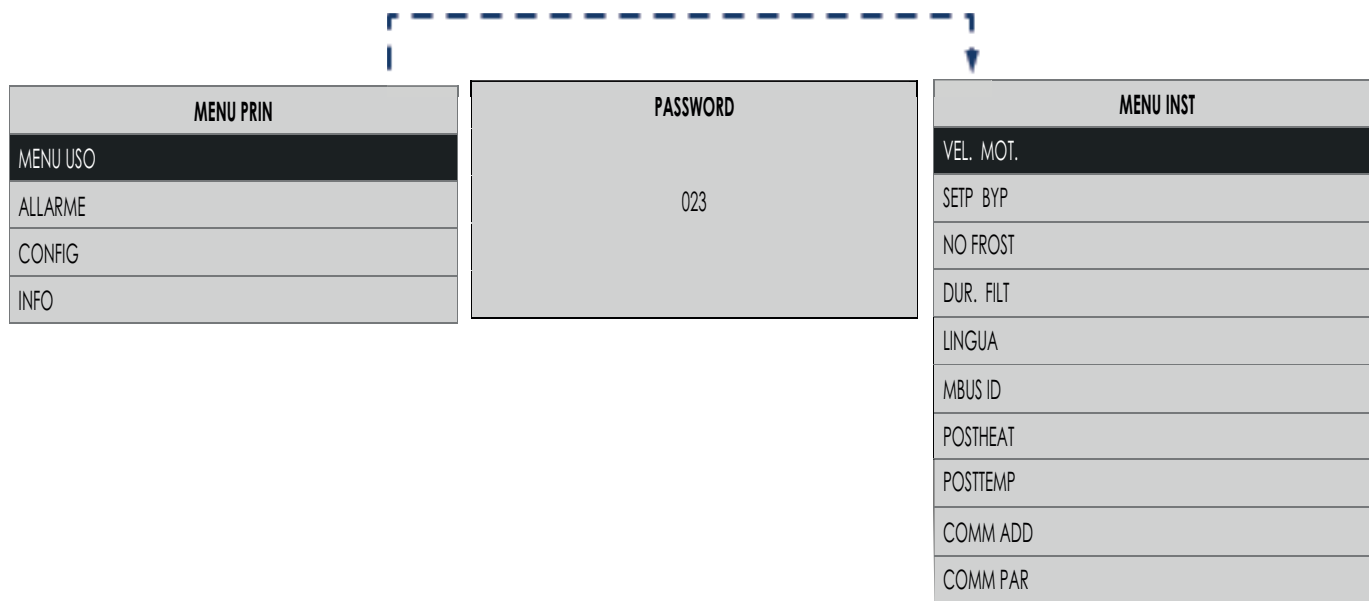 MENU PRIN
MENU USO
ALLARME
CONFIG
INFO
PASSWORD
023
MENU INST
VEL. MOT.
SETP BYP
NO FROST
DUR. FILT
LINGUA
MBUS ID
POSTHEAT
POSTTEMP
COMM ADD
COMM PAR